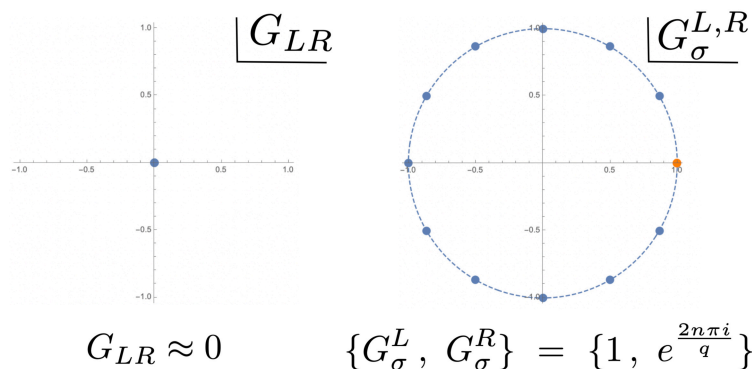 G_{LR}
G_σ^{L,R}
1.0
0.5
−1.0 −0.5 0.5 1.0
−0.5
−1.0
1.0
0.5
−1.0 −0.5 0.5 1.0
−0.5
−1.0
G_{LR} ≈ 0
{G_σ^L , G_σ^R} = {1 , e^{\frac{2nπi}{q}}}